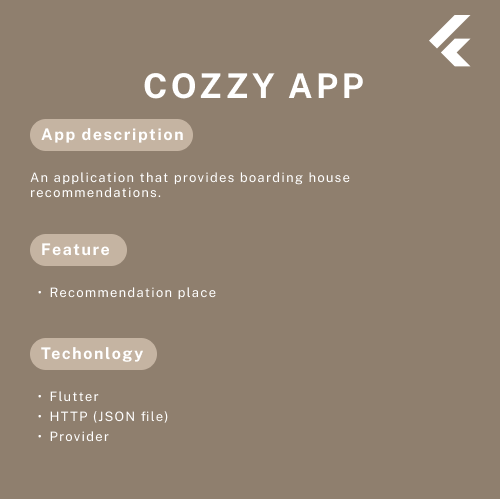 COZZY APP
App description
An application that provides boarding house
recommendations.
Feature
• Recommendation place
Techonlogy
• Flutter
• HTTP (JSON file)
• Provider